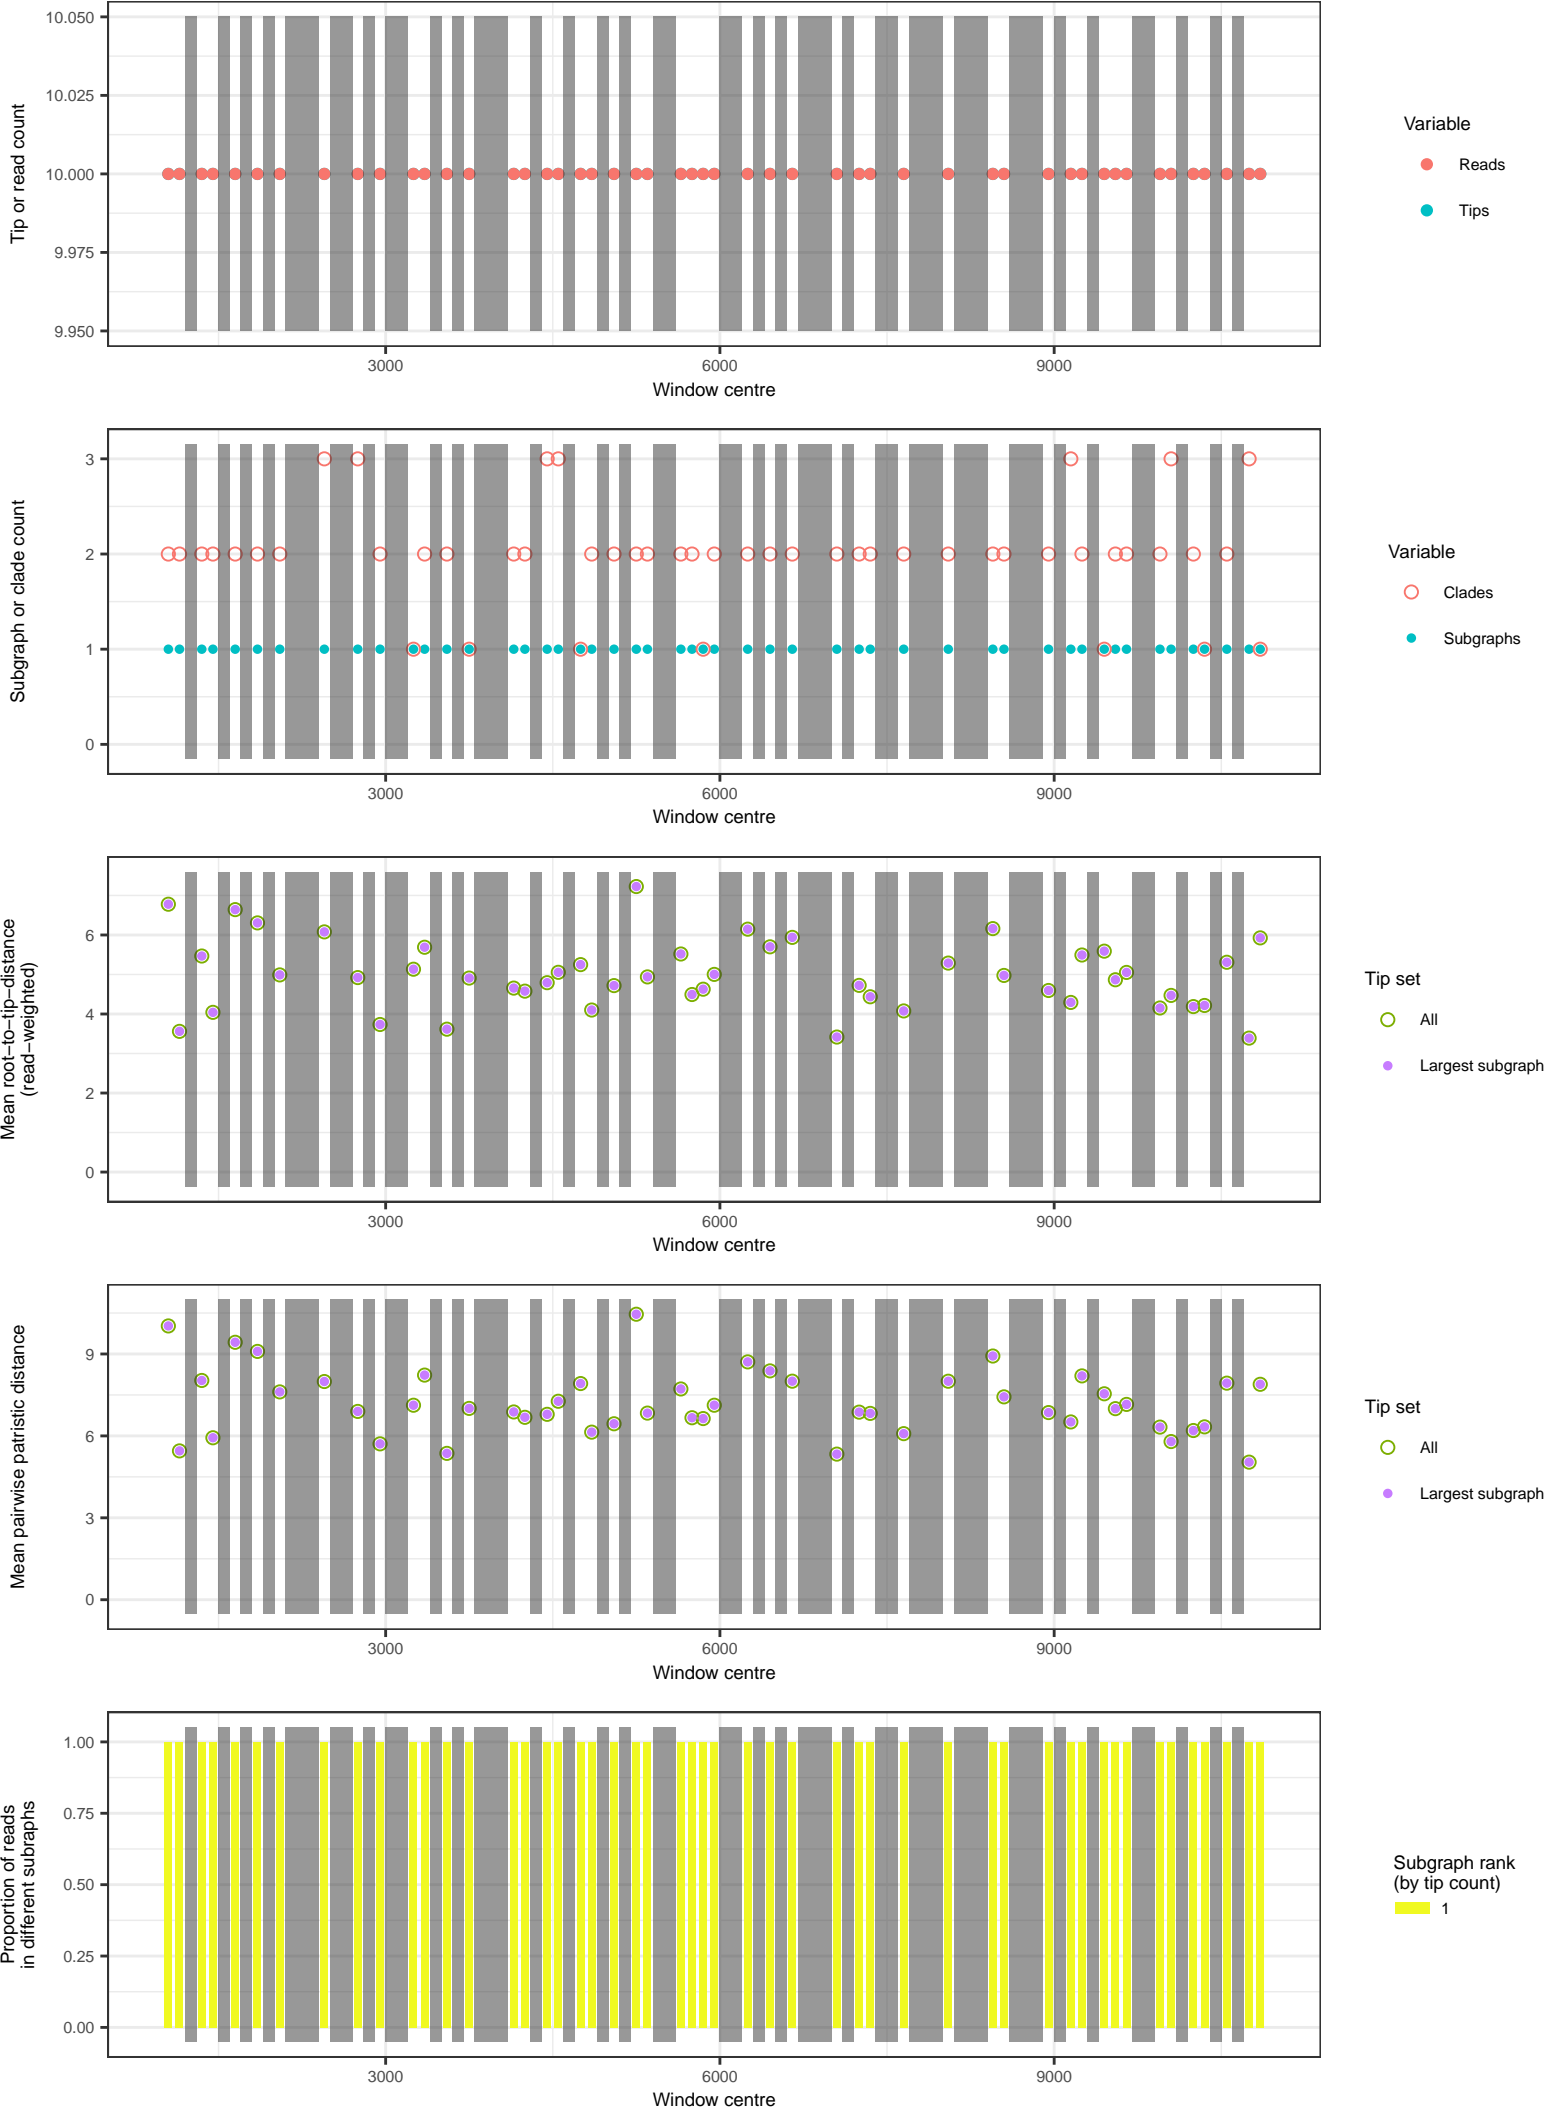 10.050
10.025
10.000
9.975
9.950
Tip or read count
3000
6000
9000
Window centre
Variable
Reads
Tips
3
2
1
0
Subgraph or clade count
3000
6000
9000
Window centre
Variable
Clades
Subgraphs
6
4
2
0
Mean root−to−tip−distance
(read−weighted)
3000
6000
9000
Window centre
Tip set
All
Largest subgraph
9
6
3
0
Mean pairwise patristic distance
3000
6000
9000
Window centre
Tip set
All
Largest subgraph
1.00
0.75
0.50
0.25
0.00
Proportion of reads
in different subraphs
3000
6000
9000
Window centre
Subgraph rank
(by tip count)
1